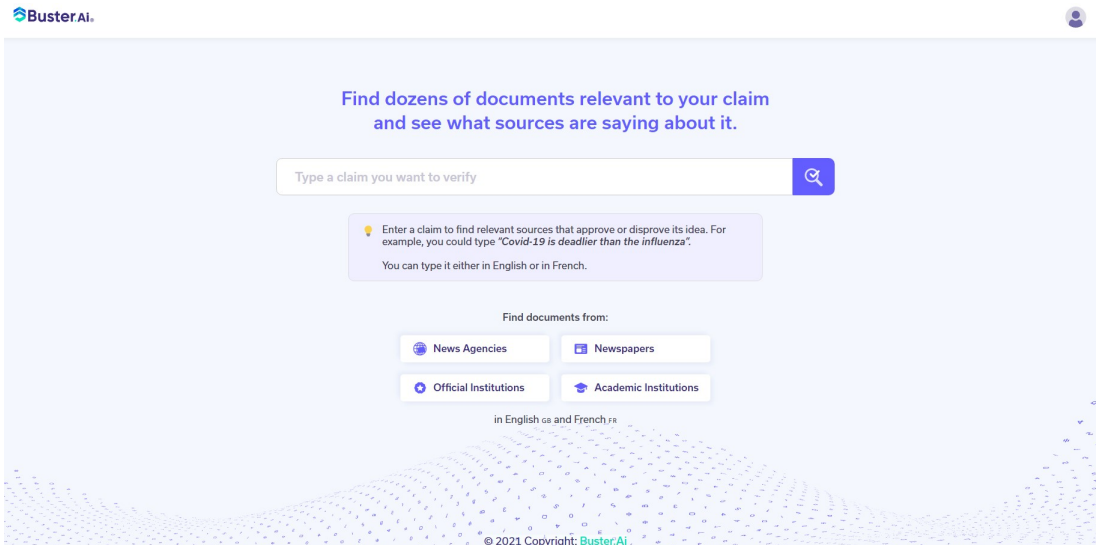 Buster.Ai®
Find dozens of documents relevant to your claim
and see what sources are saying about it.
Type a claim you want to verify
Enter a claim to find relevant sources that approve or disprove its idea. For
example, you could type "Covid-19 is deadlier than the influenza".
You can type it either in English or in French.
Find documents from:
News Agencies
Newspapers
Official Institutions
Academic Institutions
in English GB and French FR
© 2021 Copyright: Buster.Ai